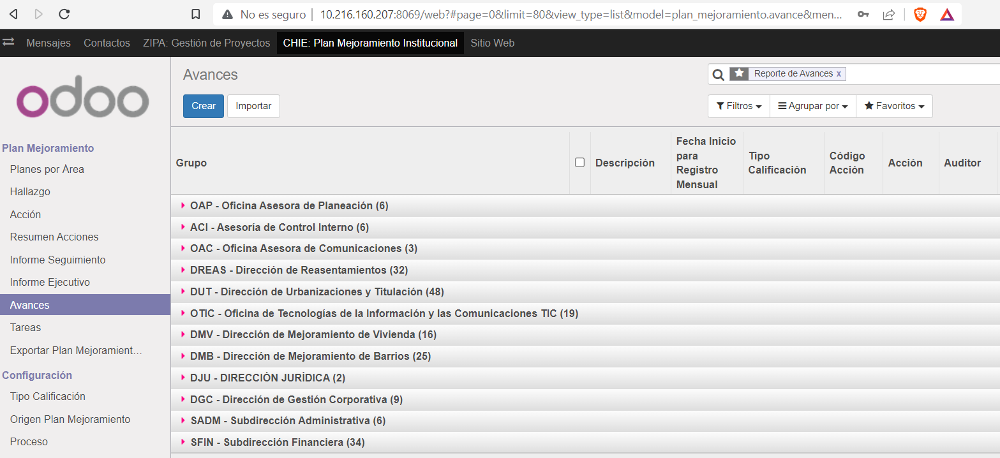 No es seguro | 10.216.160.207:8069/web?#page=0&limit=80&view_type=list&model=plan_mejoramiento.avance&men...
Mensajes Contactos ZIPA: Gestión de Proyectos CHIE: Plan Mejoramiento Institucional Sitio Web
odoo
Plan Mejoramiento
Planes por Área
Hallazgo
Acción
Resumen Acciones
Informe Seguimiento
Informe Ejecutivo
Avances
Tareas
Exportar Plan Mejoramient...
Configuración
Tipo Calificación
Origen Plan Mejoramiento
Proceso
Avances
Reporte de Avances x
Crear Importar
Filtros Agrupar por Favoritos
Grupo
Descripción
Fecha Inicio
para
Registro
Mensual
Tipo
Calificación
Código
Acción
Acción
Auditor
OAP - Oficina Asesora de Planeación (6)
ACI - Asesoría de Control Interno (6)
OAC - Oficina Asesora de Comunicaciones (3)
DREAS - Dirección de Reasentamientos (32)
DUT - Dirección de Urbanizaciones y Titulación (48)
OTIC - Oficina de Tecnologías de la Información y las Comunicaciones TIC (19)
DMV - Dirección de Mejoramiento de Vivienda (16)
DMB - Dirección de Mejoramiento de Barrios (25)
DJU - DIRECCIÓN JURÍDICA (2)
DGC - Dirección de Gestión Corporativa (9)
SADM - Subdirección Administrativa (6)
SFIN - Subdirección Financiera (34)